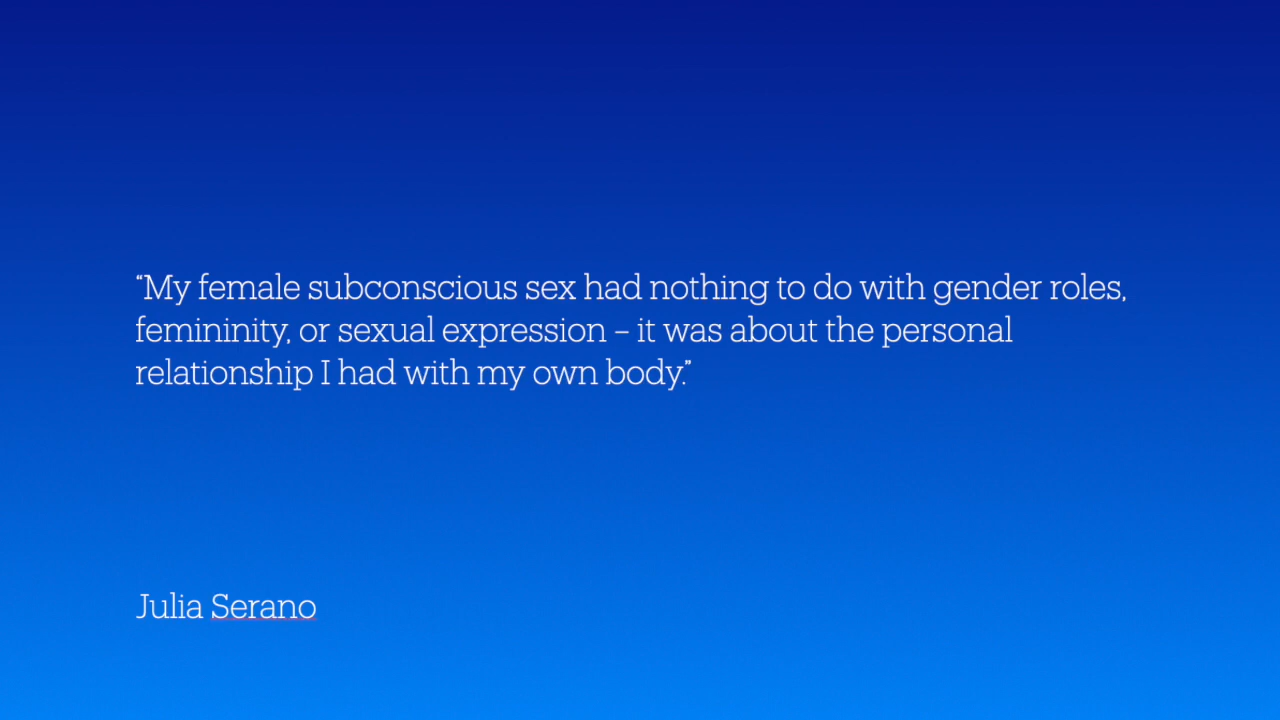 “My female subconscious sex had nothing to do with gender roles,
femininity, or sexual expression – it was about the personal
relationship I had with my own body.”
Julia Serano